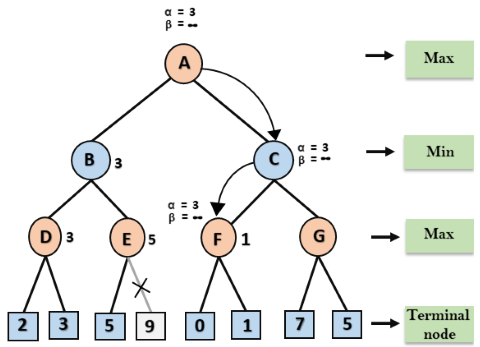 α = 3
β = ∞
A
Max
B 3
C
α = 3
β = ∞
Min
α = 3
β = ∞
D 3
E 5
F 1
G
Max
2 3 5 9 0 1 7 5
Terminal
node